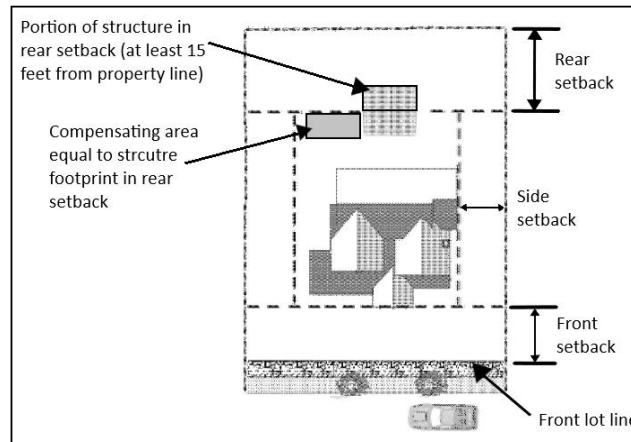 Portion of structure in
rear setback (at least 15
feet from property line)
Compensating area
equal to strcutre
footprint in rear
setback
Rear
setback
Side
setback
Front
setback
Front lot line